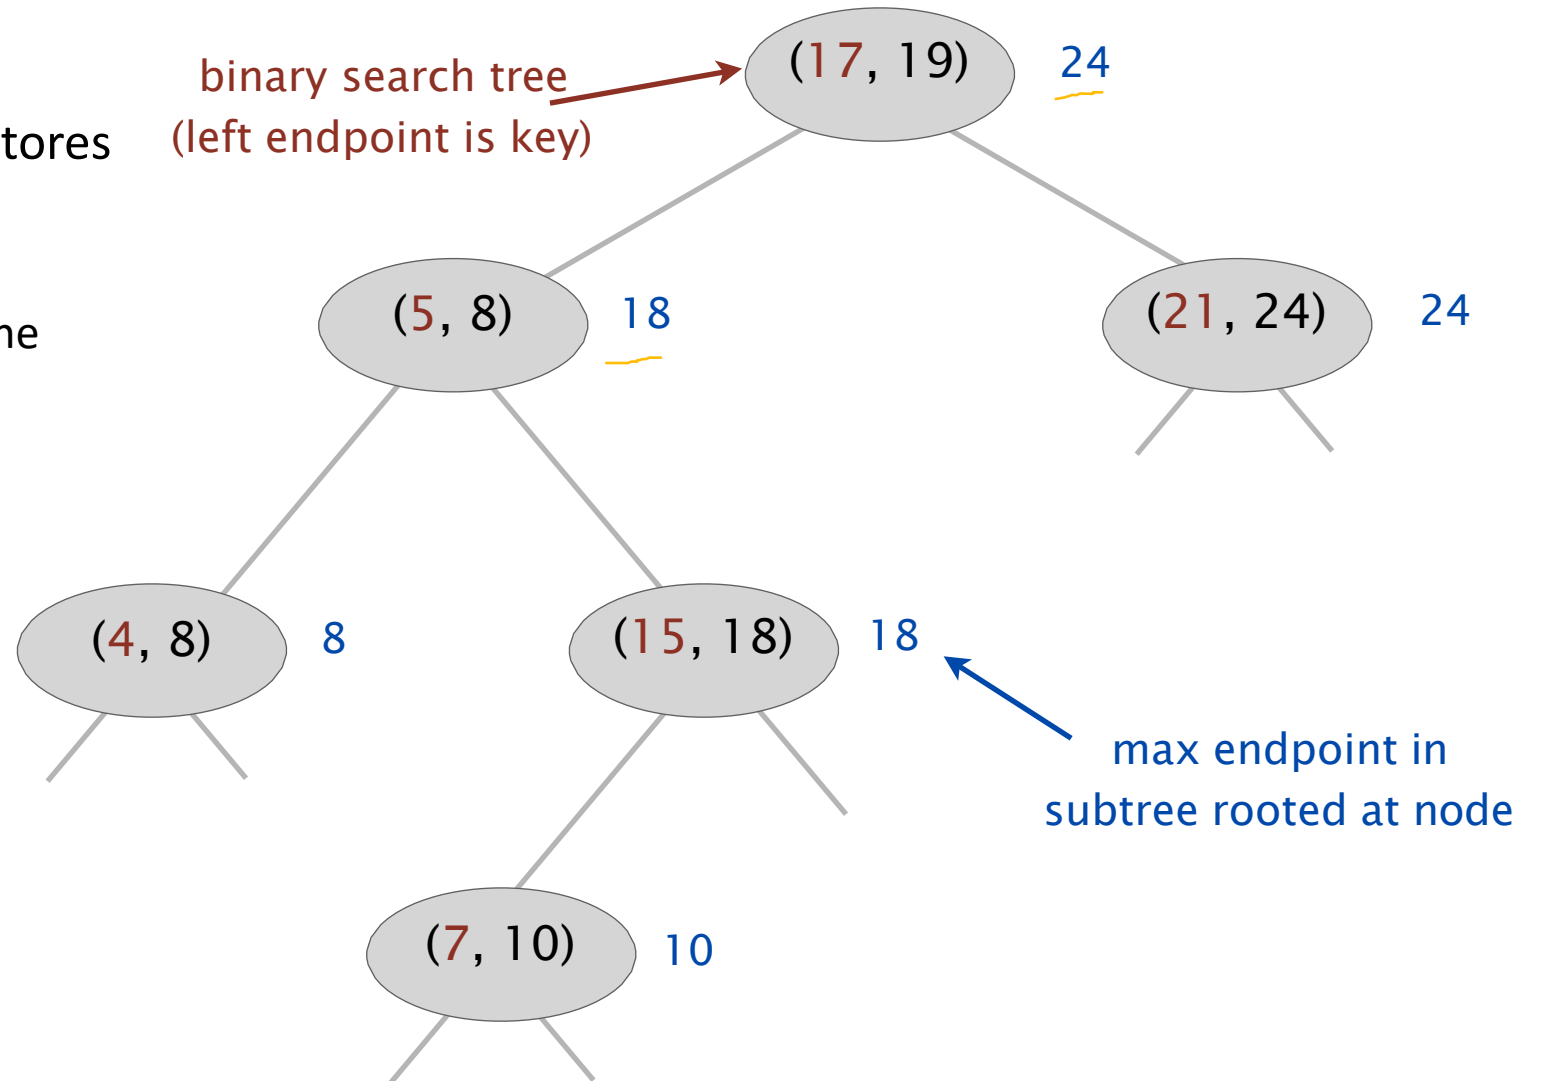 (17, 19) 24
binary search tree
(left endpoint is key)
tores
(5, 8) 18
(21, 24) 24
ne
(4, 8) 8
(15, 18) 18
max endpoint in
subtree rooted at node
(7, 10) 10